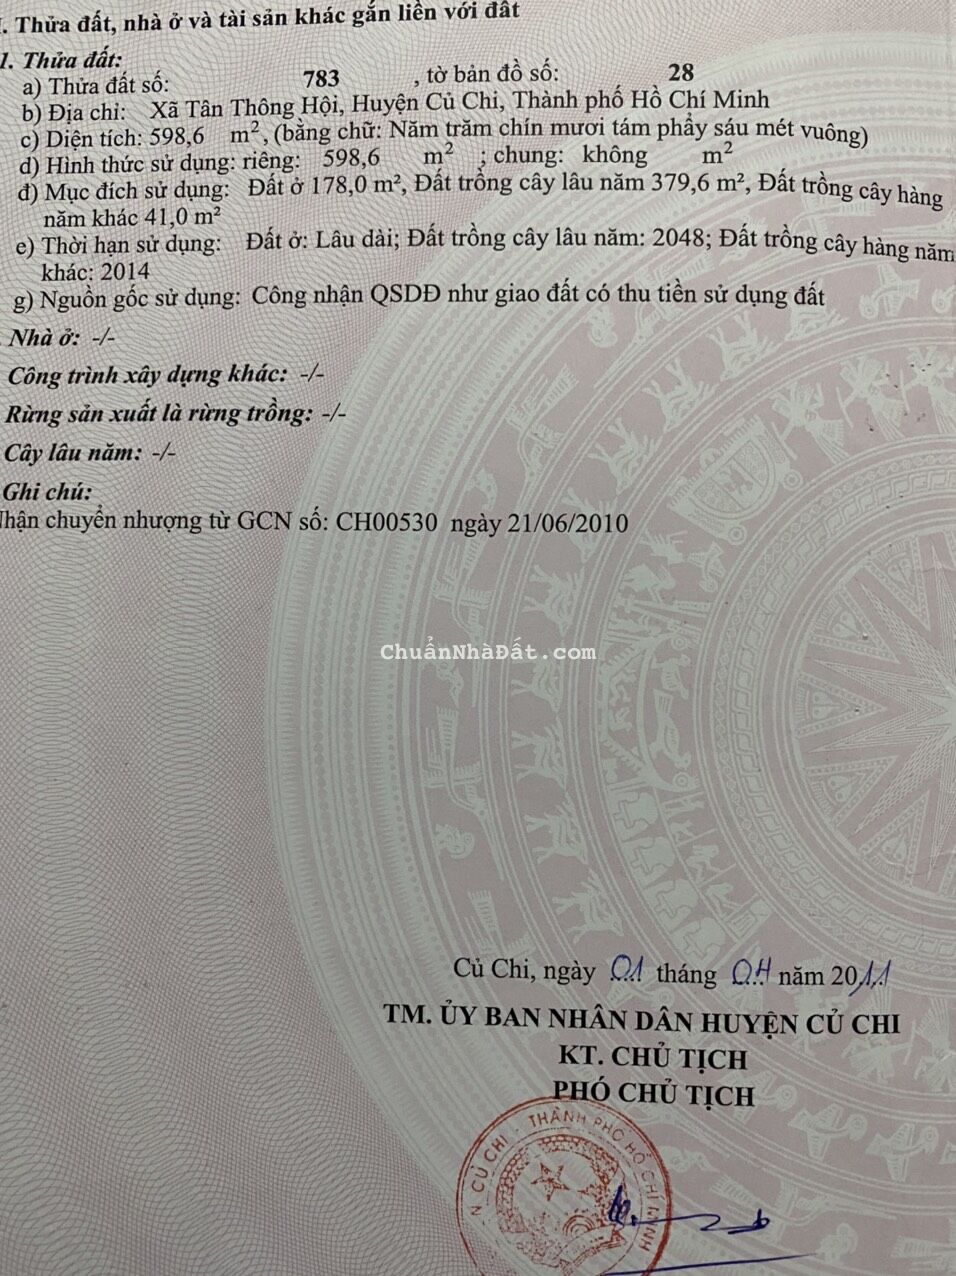 . Thửa đất, nhà ở và tài sản khác gắn liền với đất
1. Thửa đất:
a) Thửa đất số: 783 , tờ bản đồ số: 28
b) Địa chỉ: Xã Tân Thông Hội, Huyện Củ Chi, Thành phố Hồ Chí Minh
c) Diện tích: 598,6 m², (bằng chữ: Năm trăm chín mươi tám phẩy sáu mét vuông)
d) Hình thức sử dụng: riêng: 598,6 m² ; chung: không m²
đ) Mục đích sử dụng: Đất ở 178,0 m², Đất trồng cây lâu năm 379,6 m², Đất trồng cây hàng
năm khác 41,0 m²
e) Thời hạn sử dụng: Đất ở: Lâu dài; Đất trồng cây lâu năm: 2048; Đất trồng cây hàng năm
khác: 2014
g) Nguồn gốc sử dụng: Công nhận QSDĐ như giao đất có thu tiền sử dụng đất
Nhà ở: -/-
Công trình xây dựng khác: -/-
Rừng sản xuất là rừng trồng: -/-
Cây lâu năm: -/-
Ghi chú:
Nhận chuyển nhượng từ GCN số: CH00530 ngày 21/06/2010
ChuẩnNhàĐất.com
Củ Chi, ngày 01 tháng 04 năm 2011
TM. ỦY BAN NHÂN DÂN HUYỆN CỦ CHI
KT. CHỦ TỊCH
PHÓ CHỦ TỊCH
N CỦ CHI - THÀNH PHỐ HỒ CHÍ MINH